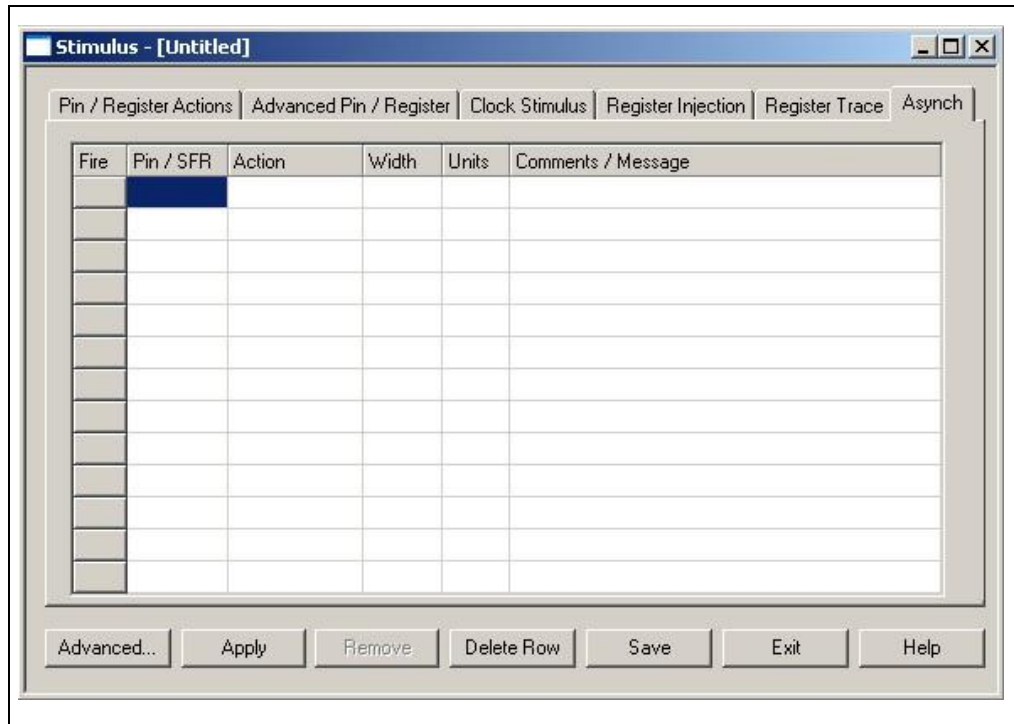 Stimulus - [Untitled]
Pin / Register Actions Advanced Pin / Register Clock Stimulus Register Injection Register Trace Asynch
Fire Pin / SFR Action Width Units Comments / Message
Advanced... Apply Remove Delete Row Save Exit Help